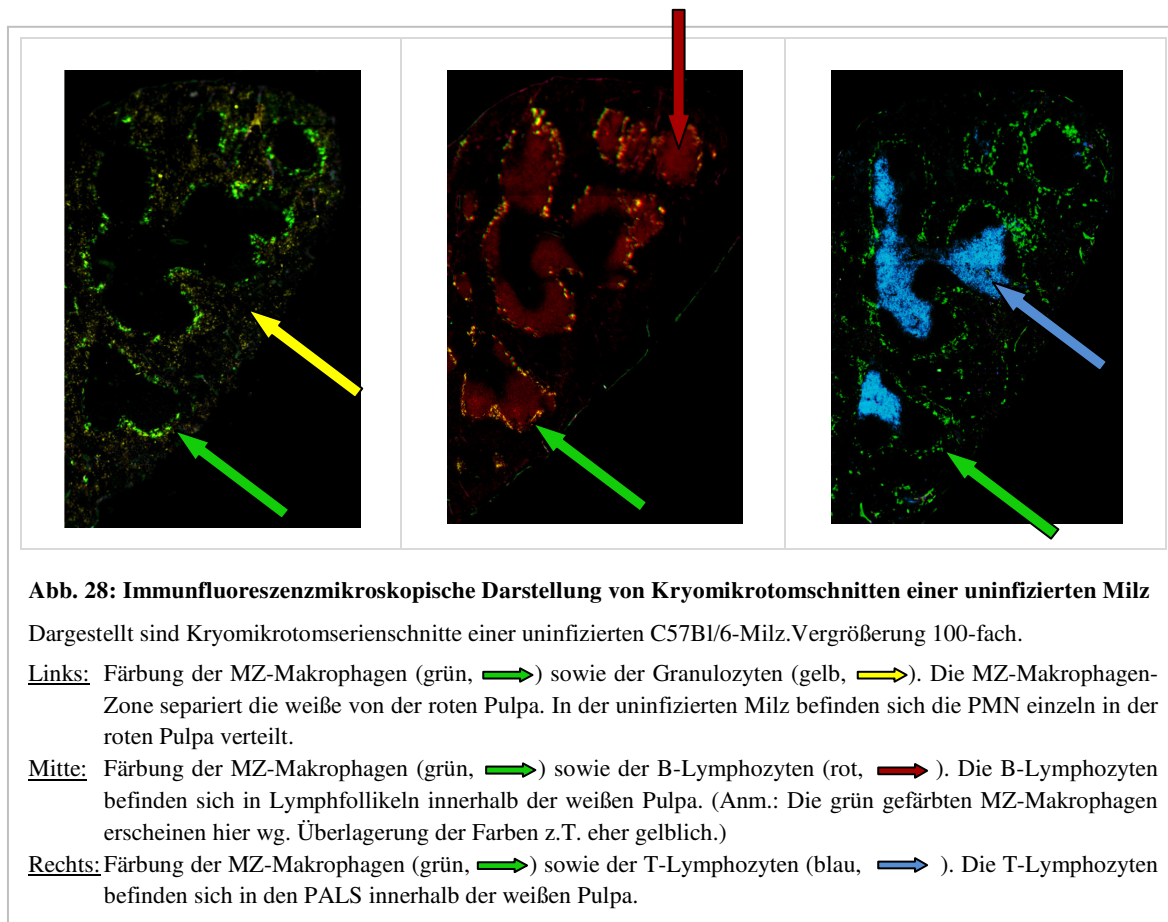 Abb. 28: Immunfluoreszenzmikroskopische Darstellung von Kryomikrotomschnitten einer uninfizierten Milz
Dargestellt sind Kryomikrotomserienschnitte einer uninfizierten C57Bl/6-Milz.Vergrößerung 100-fach.
Links: Färbung der MZ-Makrophagen (grün, ) sowie der Granulozyten (gelb, ). Die MZ-Makrophagen-
Zone separiert die weiße von der roten Pulpa. In der uninfizierten Milz befinden sich die PMN einzeln in der
roten Pulpa verteilt.
Mitte: Färbung der MZ-Makrophagen (grün, ) sowie der B-Lymphozyten (rot, ). Die B-Lymphozyten
befinden sich in Lymphfollikeln innerhalb der weißen Pulpa. (Anm.: Die grün gefärbten MZ-Makrophagen
erscheinen hier wg. Überlagerung der Farben z.T. eher gelblich.)
Rechts: Färbung der MZ-Makrophagen (grün, ) sowie der T-Lymphozyten (blau, ). Die T-Lymphozyten
befinden sich in den PALS innerhalb der weißen Pulpa.